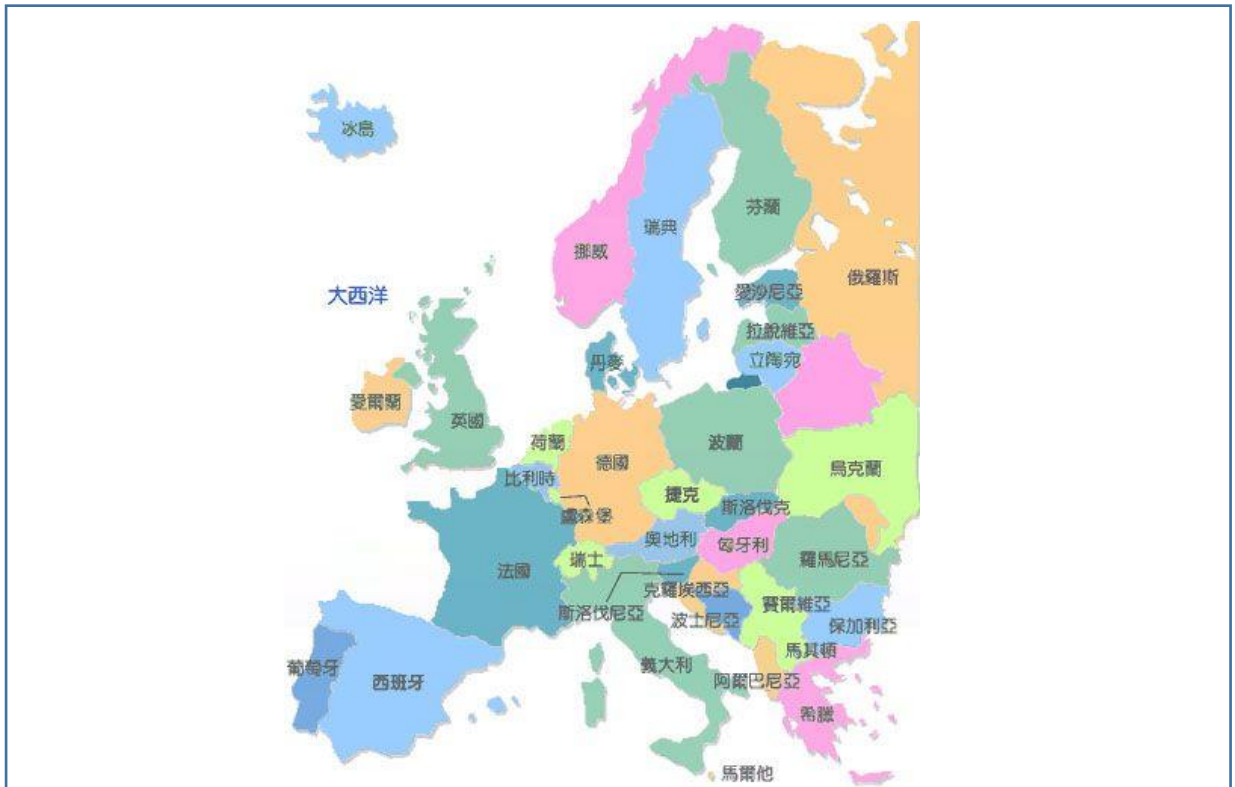 冰島
芬蘭
瑞典
挪威
俄羅斯
大西洋
愛沙尼亞
拉脫維亞
立陶宛
丹麥
愛爾蘭
英國
荷蘭
波蘭
德國
烏克蘭
比利時
捷克
斯洛伐克
盧森堡
奧地利
匈牙利
瑞士
羅馬尼亞
法國
克羅埃西亞
賽爾維亞
斯洛伐尼亞
波士尼亞
保加利亞
馬其頓
葡萄牙
義大利
西班牙
阿爾巴尼亞
希臘
馬爾他